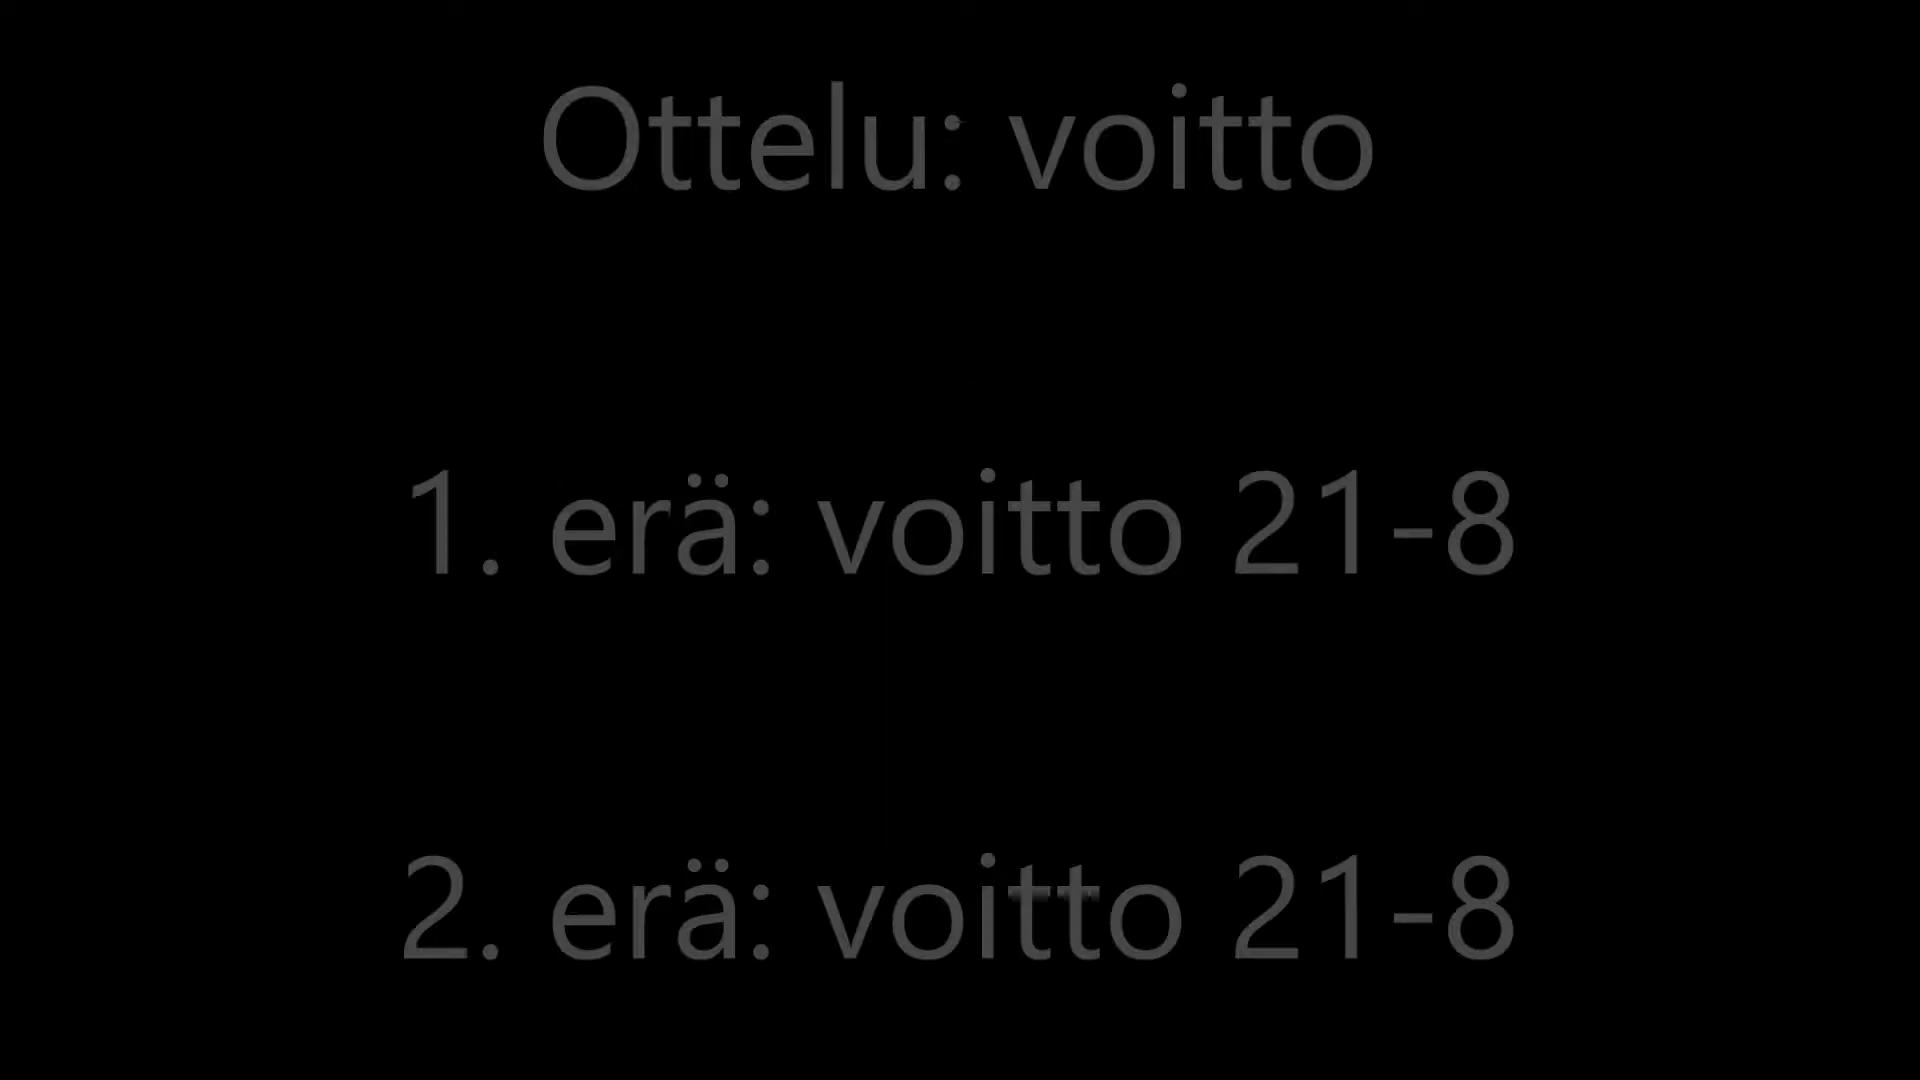 Ottelu: voitto
1. erä: voitto 21-8
2. erä: voitto 21-8